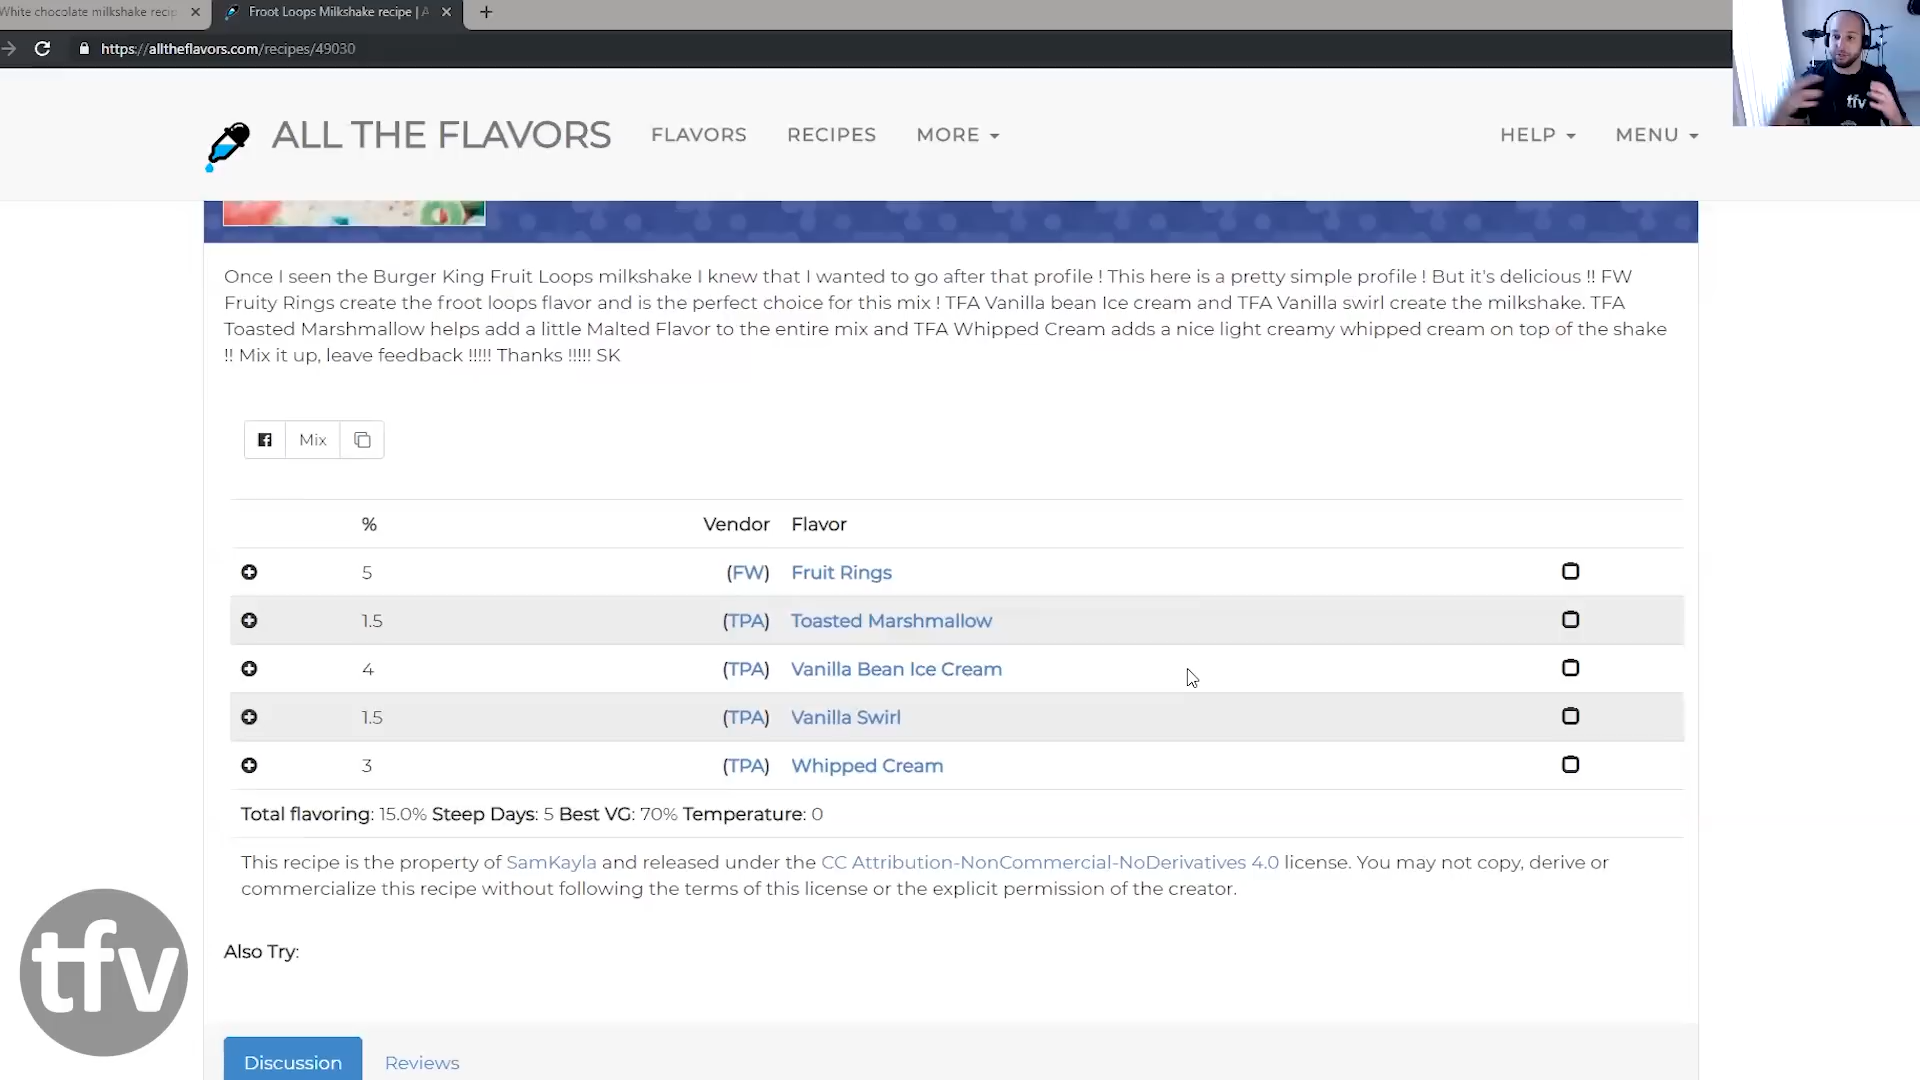 White chocolate milkshake recip
Froot Loops Milkshake recipe | A
https://alltheflavors.com/recipes/49030
ALL THE FLAVORS
FLAVORS
RECIPES
MORE
HELP
MENU
tfv
Once I seen the Burger King Fruit Loops milkshake I knew that I wanted to go after that profile ! This here is a pretty simple profile ! But it's delicious !! FW
Fruity Rings create the froot loops flavor and is the perfect choice for this mix ! TFA Vanilla bean Ice cream and TFA Vanilla swirl create the milkshake. TFA
Toasted Marshmallow helps add a little Malted Flavor to the entire mix and TFA Whipped Cream adds a nice light creamy whipped cream on top of the shake
!! Mix it up, leave feedback !!!!! Thanks !!!!! SK
Mix
% Vendor Flavor
5 (FW) Fruit Rings
1.5 (TPA) Toasted Marshmallow
4 (TPA) Vanilla Bean Ice Cream
1.5 (TPA) Vanilla Swirl
3 (TPA) Whipped Cream
Total flavoring: 15.0% Steep Days: 5 Best VG: 70% Temperature: 0
This recipe is the property of SamKayla and released under the CC Attribution-NonCommercial-NoDerivatives 4.0 license. You may not copy, derive or
commercialize this recipe without following the terms of this license or the explicit permission of the creator.
tfv
Also Try:
Discussion
Reviews